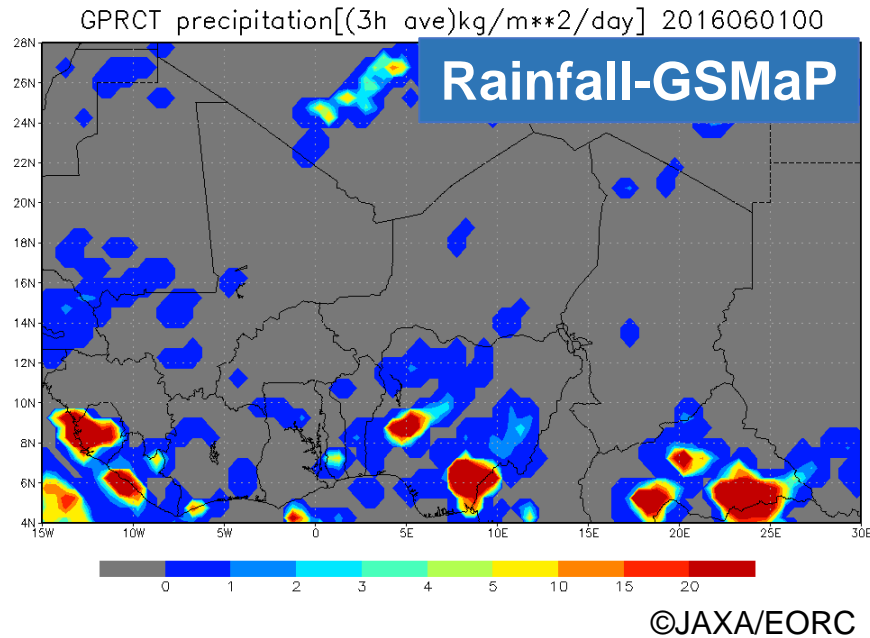 GPRCT precipitation[(3h ave)kg/m**2/day] 2016060100
Rainfall-GSMaP
28N
26N
24N
22N
20N
18N
16N
14N
12N
10N
8N
6N
4N
15W 10W 5W 0 5E 10E 15E 20E 25E 30E
0 1 2 3 4 5 10 15 20
©JAXA/EORC